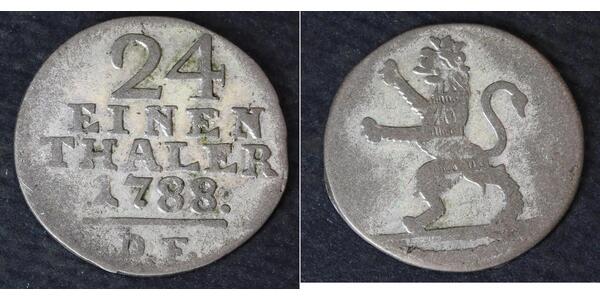 24
EINEN
THALER
1788:
D.F.